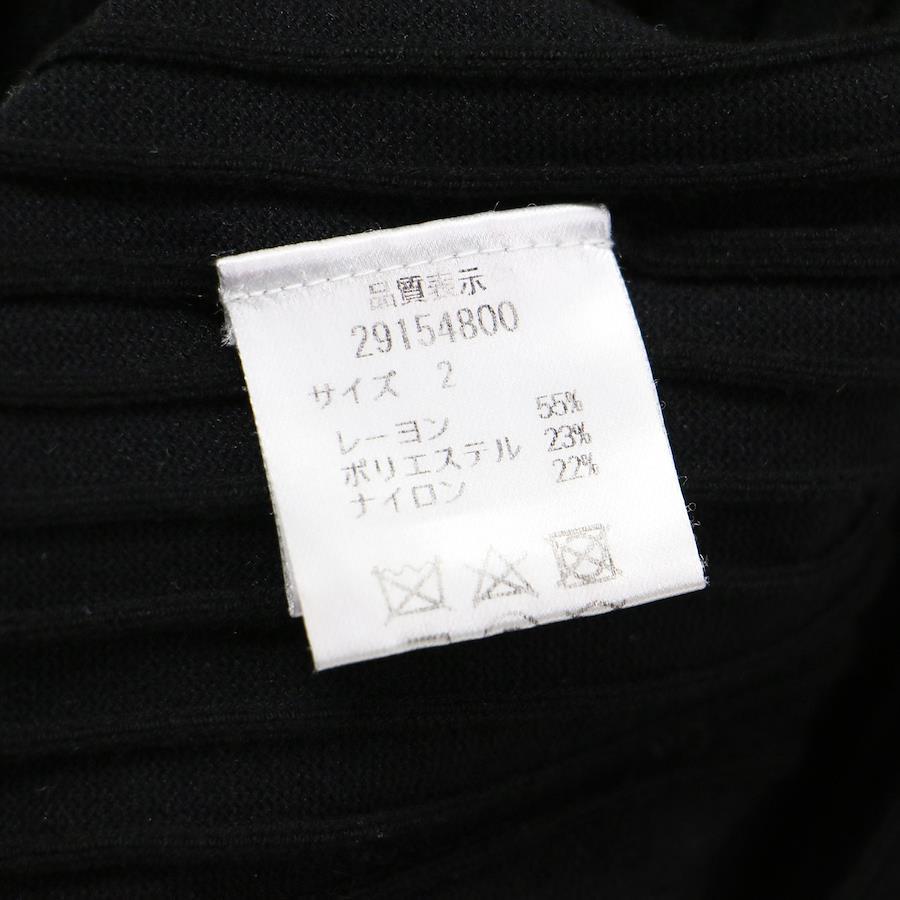 品質表示
29154800
サイズ 2
レーヨン 55%
ポリエステル 23%
ナイロン 22%